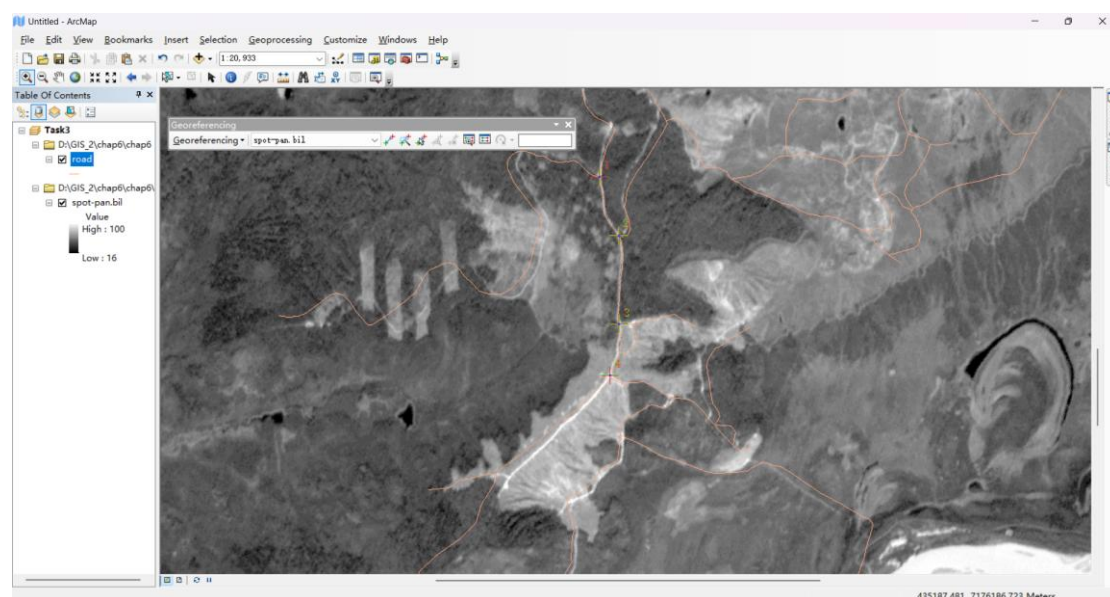 Untitled - ArcMap
File Edit View Bookmarks Insert Selection Geoprocessing Customize Windows Help
1:20,933
Table Of Contents
Task3
D:\GIS_2\chap6\chap6
road
D:\GIS_2\chap6\chap6\
spot-pan.bil
Value
High : 100
Low : 16
Georeferencing
Georeferencing spot-pan.bil
435187.481 7176186.723 Meters